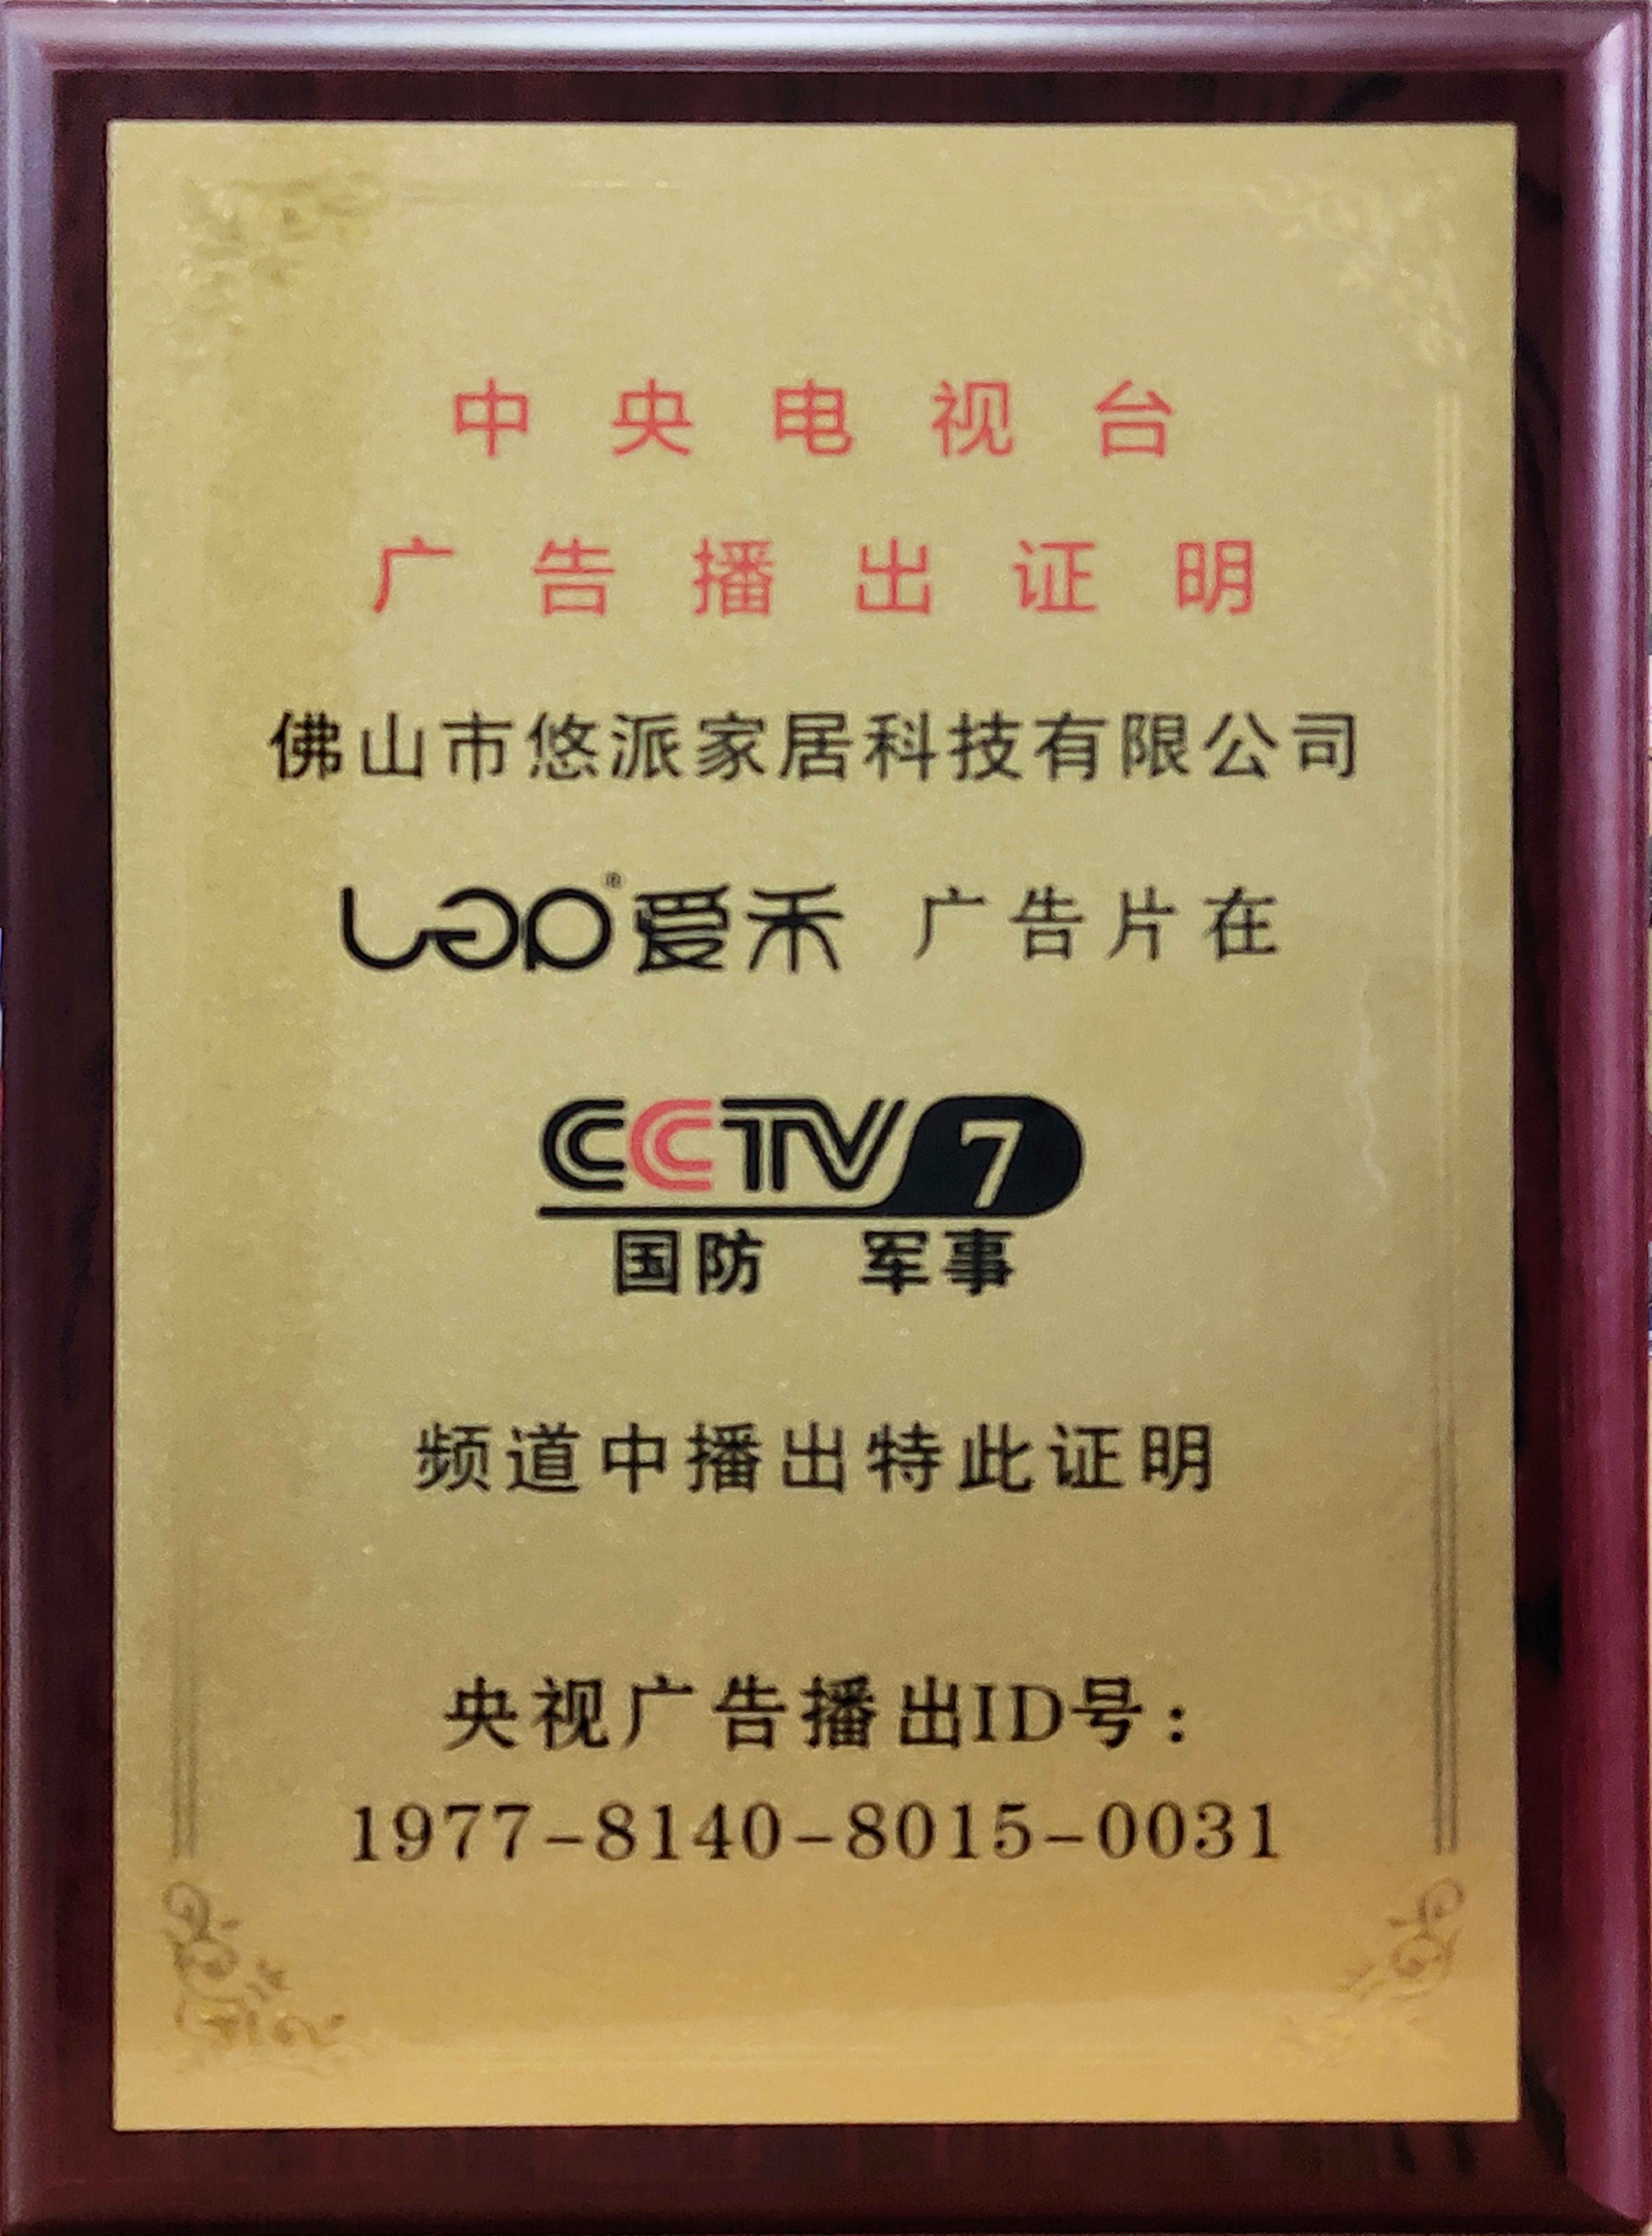 中央电视台
广告播出证明
佛山市悠派家居科技有限公司
®爱禾 广告片在
CCTV 7
国防 军事
频道中播出特此证明
央视广告播出ID号：
1977-8140-8015-0031